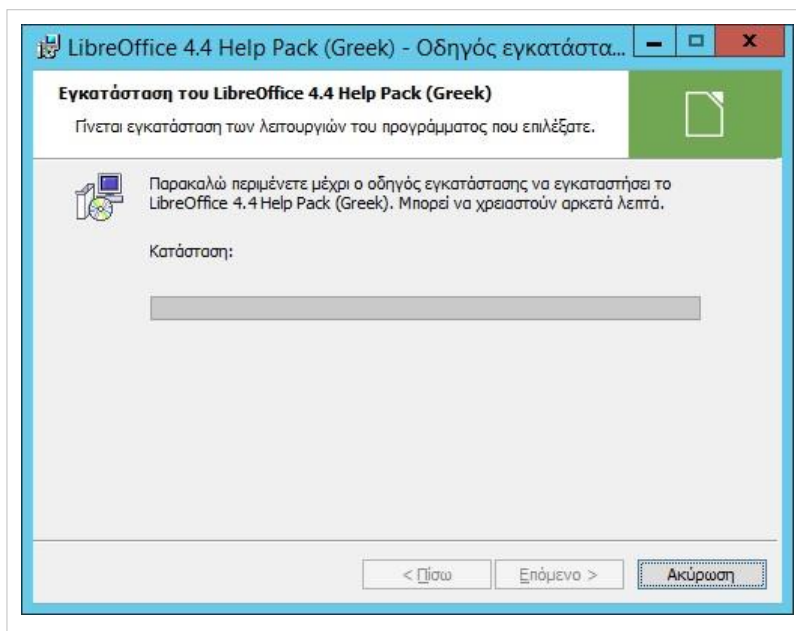 LibreOffice 4.4 Help Pack (Greek) - Οδηγός εγκατάστα...
Εγκατάσταση του LibreOffice 4.4 Help Pack (Greek)
Γίνεται εγκατάσταση των λειτουργιών του προγράμματος που επιλέξατε.
Παρακαλώ περιμένετε μέχρι ο οδηγός εγκατάστασης να εγκαταστήσει το
LibreOffice 4.4 Help Pack (Greek). Μπορεί να χρειαστούν αρκετά λεπτά.
Κατάσταση:
< Πίσω Επόμενο > Ακύρωση